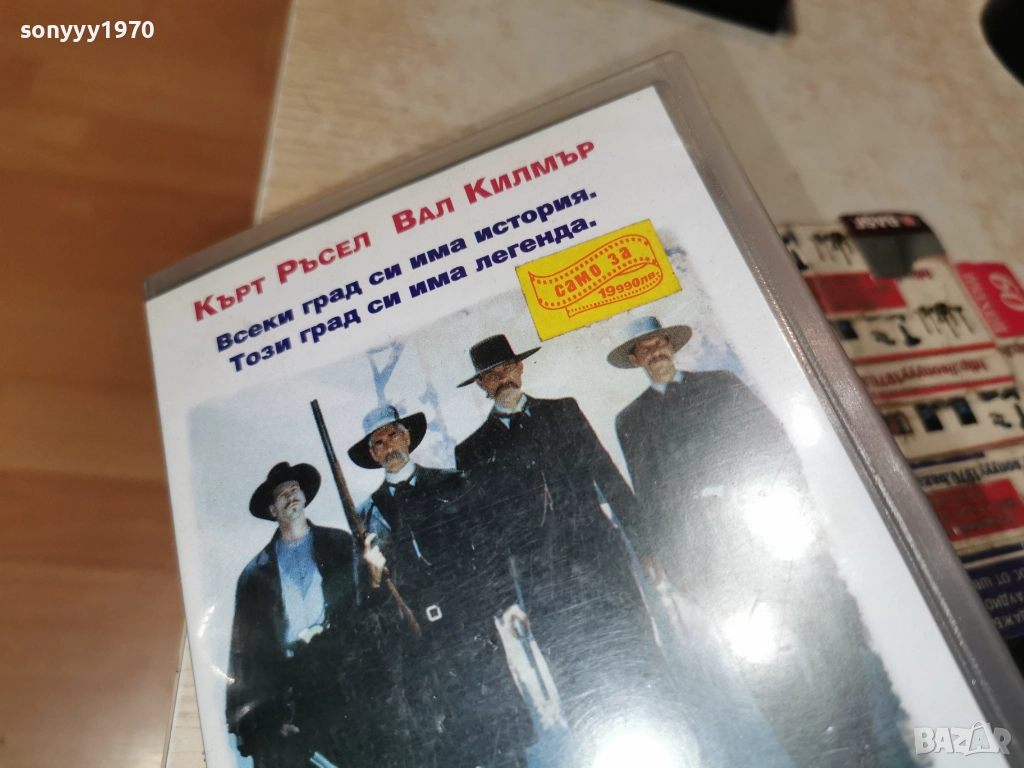 sonyyy1970
КЪРТ РЪСЕЛ ВАЛ КИЛМЪР
Всеки град си има история.
Този град си има легенда.
САМО ЗА
19990ЛВ.
BAZAR